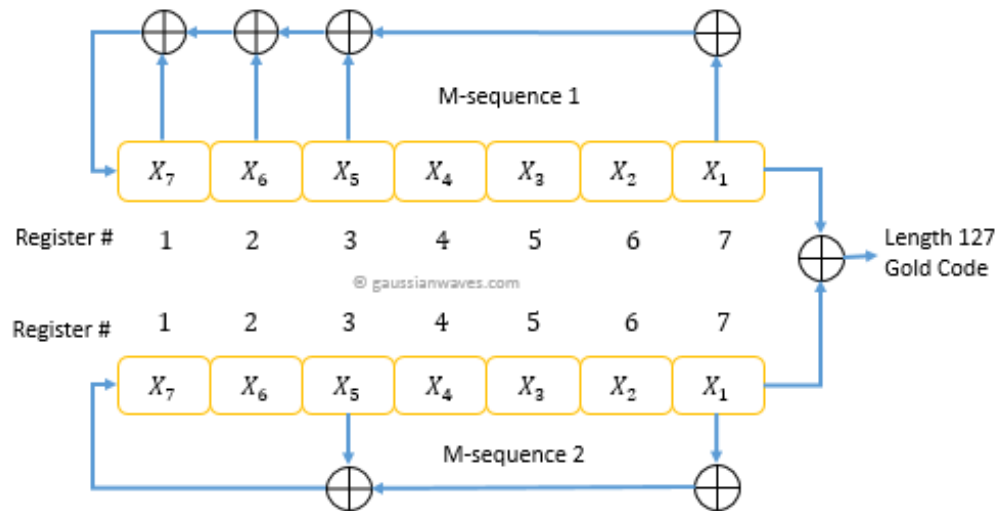 M-sequence 1
X₇ X₆ X₅ X₄ X₃ X₂ X₁
Register # 1 2 3 4 5 6 7
Length 127
Gold Code
© gaussianwaves.com
Register # 1 2 3 4 5 6 7
X₇ X₆ X₅ X₄ X₃ X₂ X₁
M-sequence 2